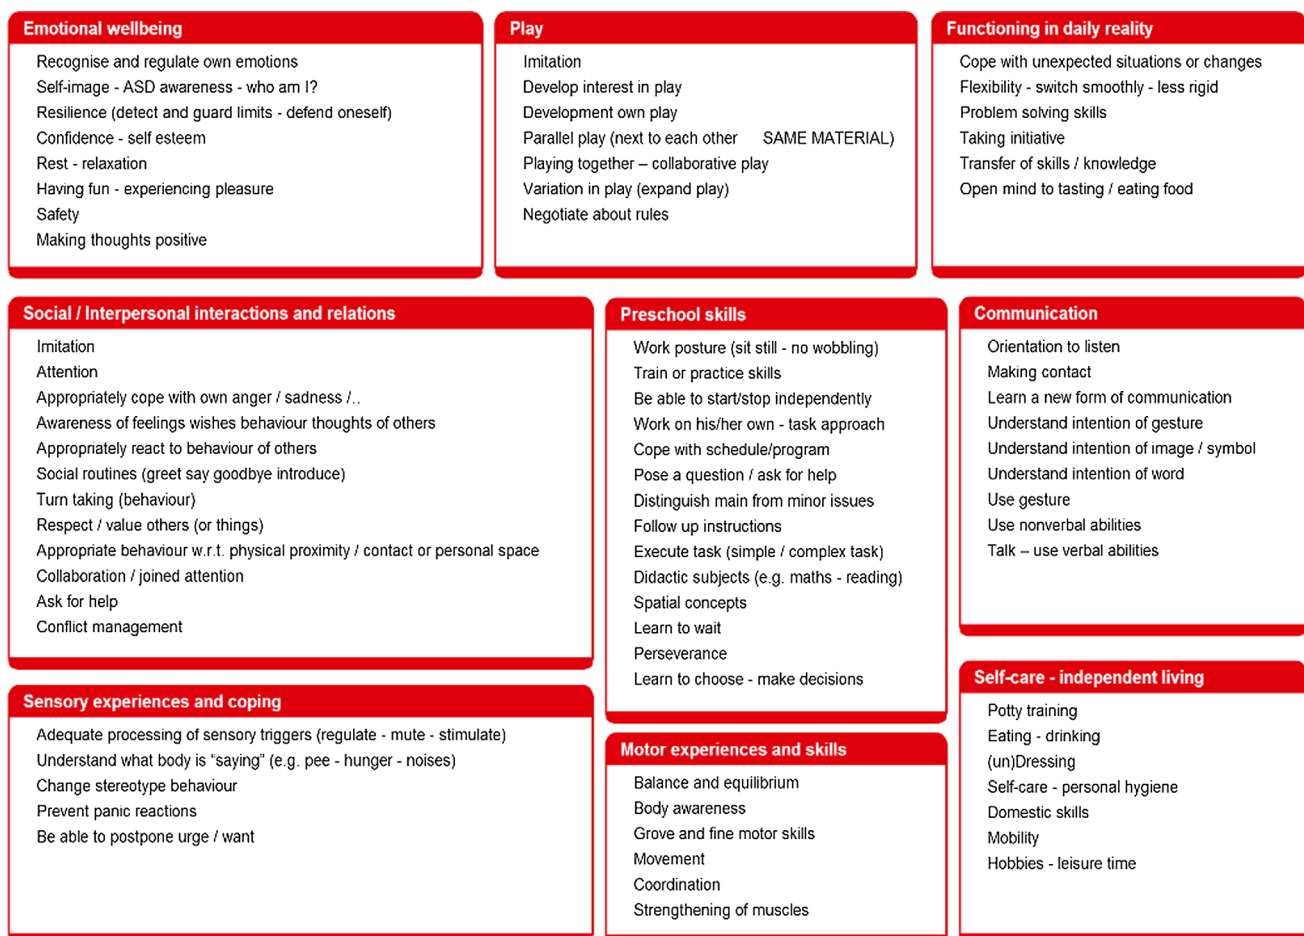 Emotional wellbeing
Recognise and regulate own emotions
Self-image - ASD awareness - who am I?
Resilience (detect and guard limits - defend oneself)
Confidence - self esteem
Rest - relaxation
Having fun - experiencing pleasure
Safety
Making thoughts positive
Play
Imitation
Develop interest in play
Development own play
Parallel play (next to each other SAME MATERIAL)
Playing together – collaborative play
Variation in play (expand play)
Negotiate about rules
Functioning in daily reality
Cope with unexpected situations or changes
Flexibility - switch smoothly - less rigid
Problem solving skills
Taking initiative
Transfer of skills / knowledge
Open mind to tasting / eating food
Social / Interpersonal interactions and relations
Imitation
Attention
Appropriately cope with own anger / sadness /..
Awareness of feelings wishes behaviour thoughts of others
Appropriately react to behaviour of others
Social routines (greet say goodbye introduce)
Turn taking (behaviour)
Respect / value others (or things)
Appropriate behaviour w.r.t. physical proximity / contact or personal space
Collaboration / joined attention
Ask for help
Conflict management
Preschool skills
Work posture (sit still - no wobbling)
Train or practice skills
Be able to start/stop independently
Work on his/her own - task approach
Cope with schedule/program
Pose a question / ask for help
Distinguish main from minor issues
Follow up instructions
Execute task (simple / complex task)
Didactic subjects (e.g. maths - reading)
Spatial concepts
Learn to wait
Perseverance
Learn to choose - make decisions
Communication
Orientation to listen
Making contact
Learn a new form of communication
Understand intention of gesture
Understand intention of image / symbol
Understand intention of word
Use gesture
Use nonverbal abilities
Talk – use verbal abilities
Sensory experiences and coping
Adequate processing of sensory triggers (regulate - mute - stimulate)
Understand what body is “saying” (e.g. pee - hunger - noises)
Change stereotype behaviour
Prevent panic reactions
Be able to postpone urge / want
Motor experiences and skills
Balance and equilibrium
Body awareness
Grove and fine motor skills
Movement
Coordination
Strengthening of muscles
Self-care - independent living
Potty training
Eating - drinking
(un)Dressing
Self-care - personal hygiene
Domestic skills
Mobility
Hobbies - leisure time